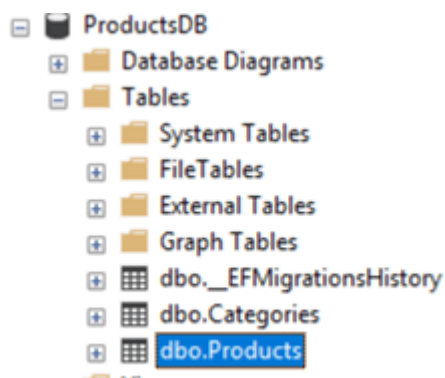 ProductsDB
Database Diagrams
Tables
System Tables
FileTables
External Tables
Graph Tables
dbo.__EFMigrationsHistory
dbo.Categories
dbo.Products